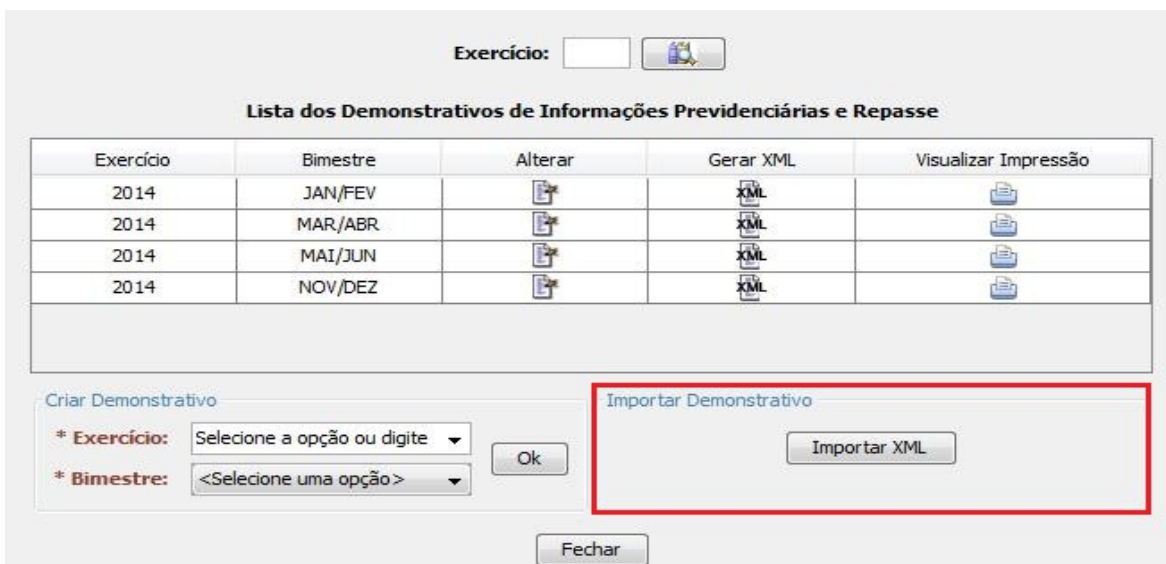 Exercício:
Lista dos Demonstrativos de Informações Previdenciárias e Repasse
Exercício Bimestre Alterar Gerar XML Visualizar Impressão
2014 JAN/FEV XML
2014 MAR/ABR XML
2014 MAI/JUN XML
2014 NOV/DEZ XML
Criar Demonstrativo Importar Demonstrativo
* Exercício: Selecione a opção ou digite Ok Importar XML
* Bimestre: <Selecione uma opção>
Fechar